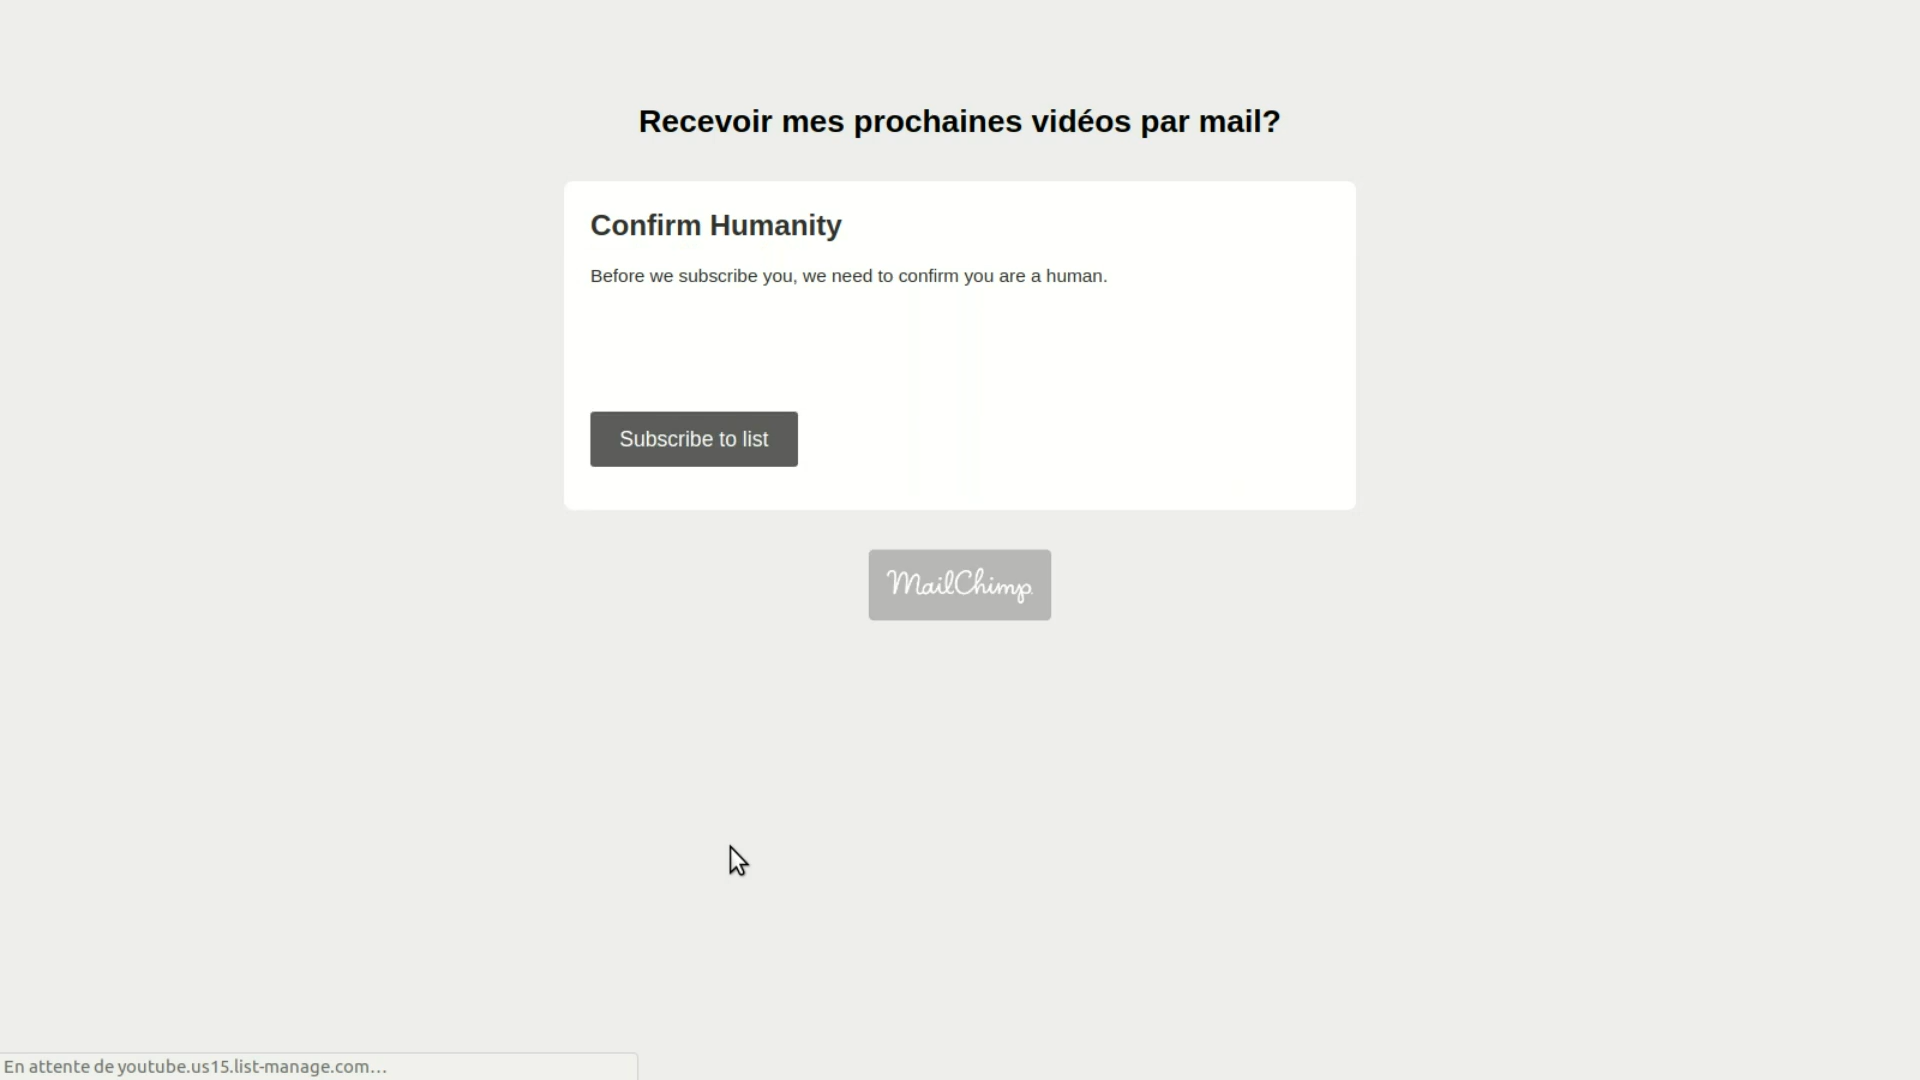 Recevoir mes prochaines vidéos par mail?
Confirm Humanity
Before we subscribe you, we need to confirm you are a human.
Subscribe to list
MailChimp
En attente de youtube.us15.list-manage.com…